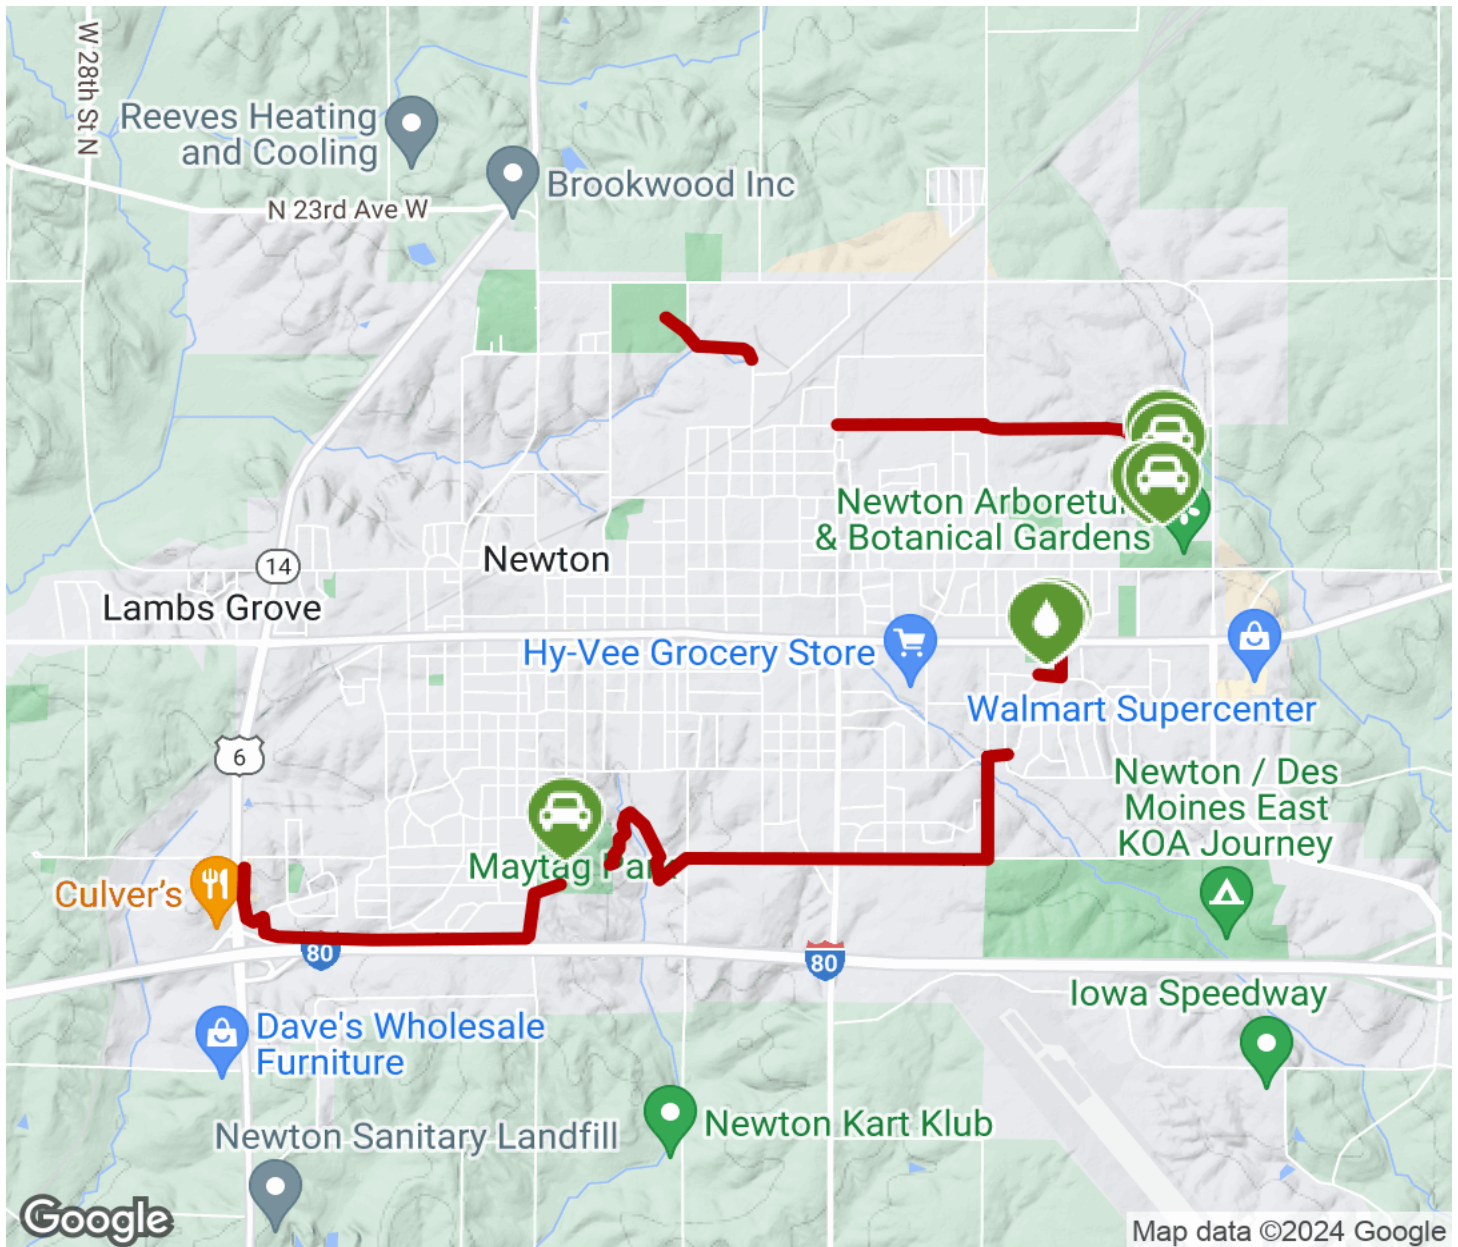 W 28th St N
Reeves Heating
and Cooling
Brookwood Inc
N 23rd Ave W
Newton Arboretu
& Botanical Gardens
Newton
14
Lambs Grove
Hy-Vee Grocery Store
Walmart Supercenter
6
Newton / Des
Moines East
KOA Journey
Maytag Park
Culver's
80
80
Iowa Speedway
Dave's Wholesale
Furniture
Newton Kart Klub
Newton Sanitary Landfill
Google
Map data ©2024 Google